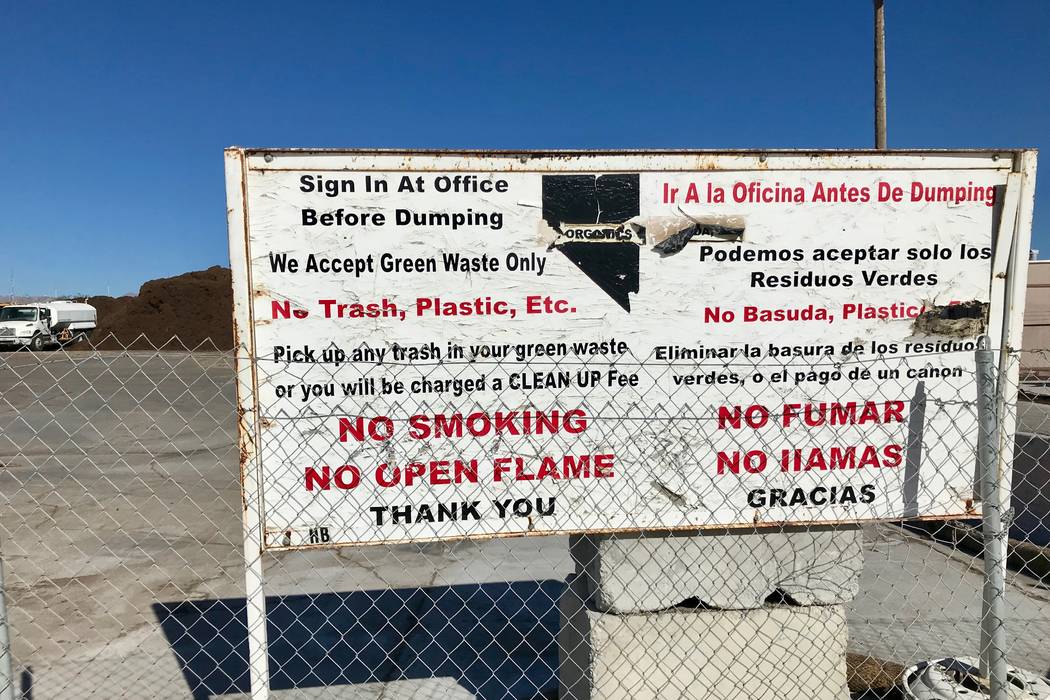 Sign In At Office
Before Dumping
We Accept Green Waste Only
No Trash, Plastic, Etc.
Pick up any trash in your green waste
or you will be charged a CLEAN UP Fee
NO SMOKING
NO OPEN FLAME
THANK YOU
HB
ORGANICS
Ir A la Oficina Antes De Dumping
Podemos aceptar solo los
Residuos Verdes
No Basuda, Plastic
Eliminar la basura de los residuos
verdes, o el pago de un canon
NO FUMAR
NO IIAMAS
GRACIAS